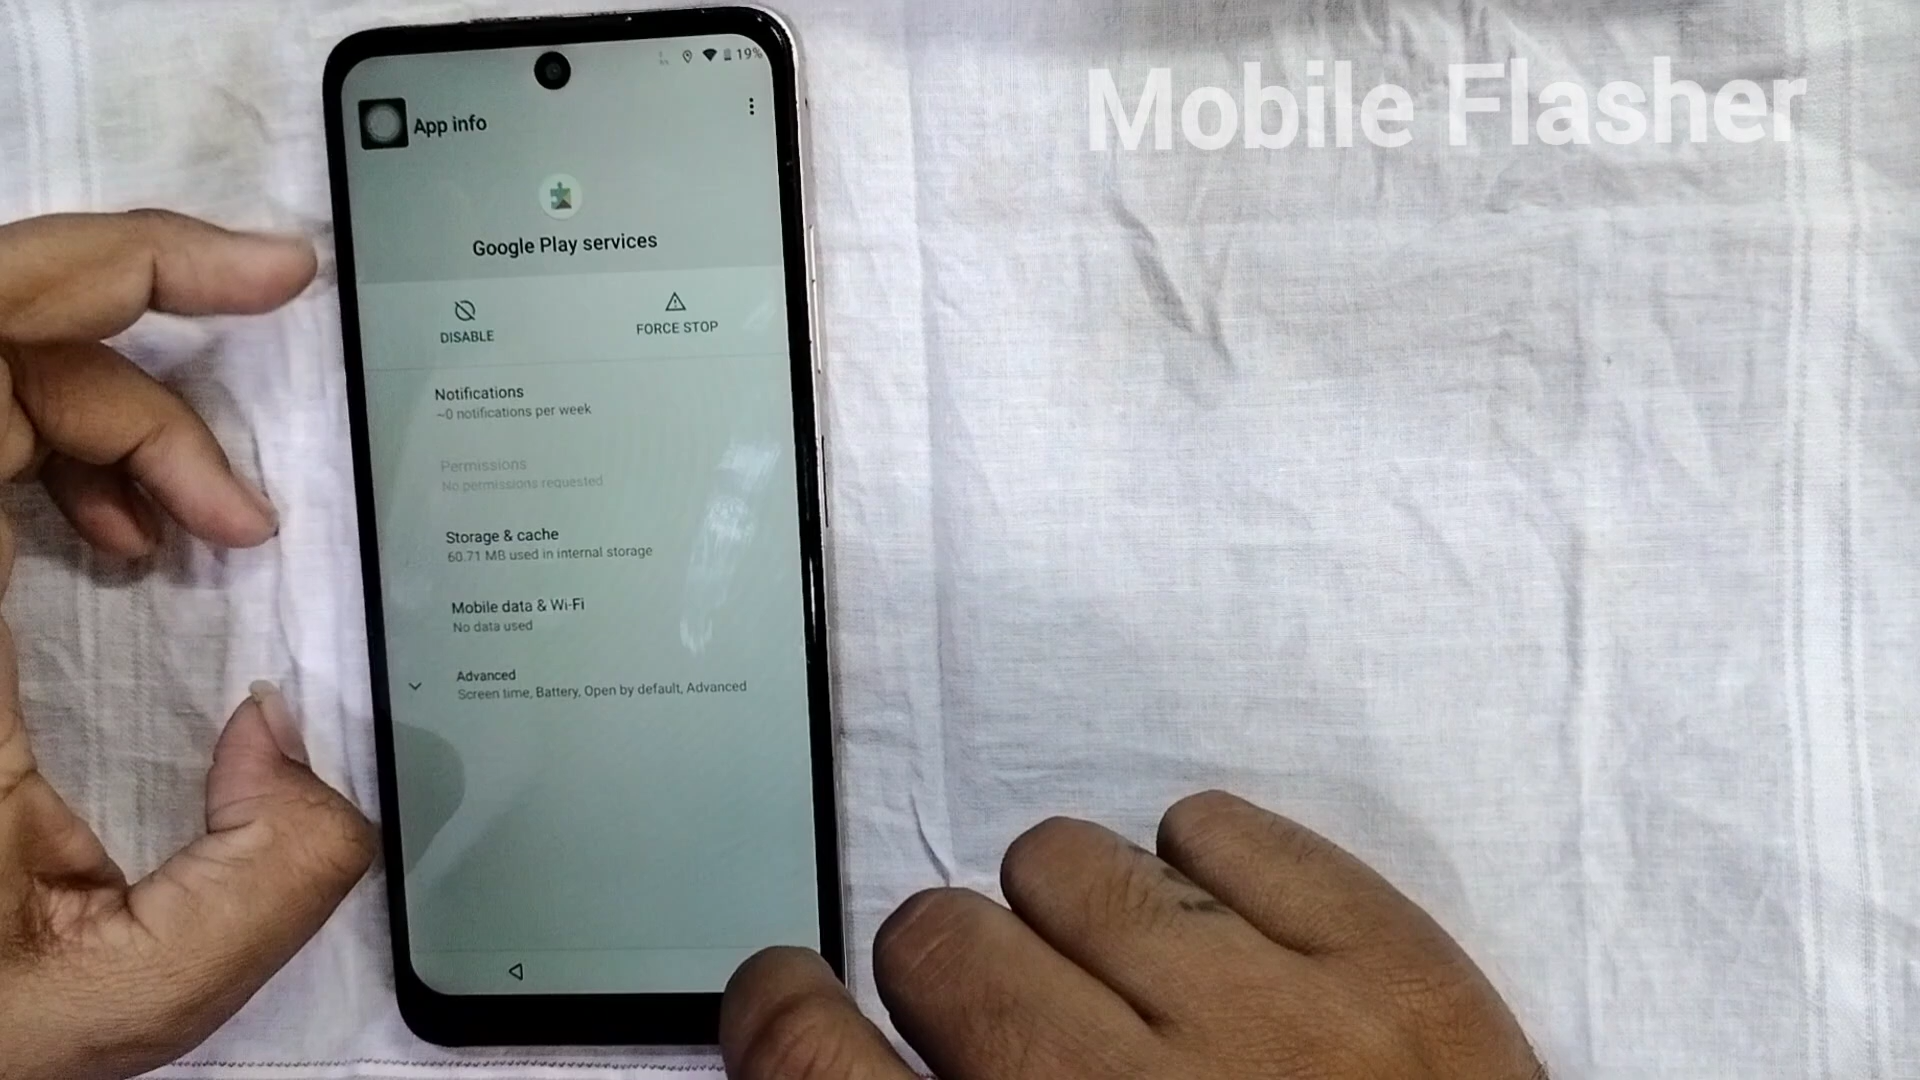 19%
Mobile Flasher
App info
Google Play services
DISABLE
FORCE STOP
Notifications
~0 notifications per week
Permissions
No permissions requested
Storage & cache
60.71 MB used in internal storage
Mobile data & Wi-Fi
No data used
Advanced
Screen time, Battery, Open by default, Advanced